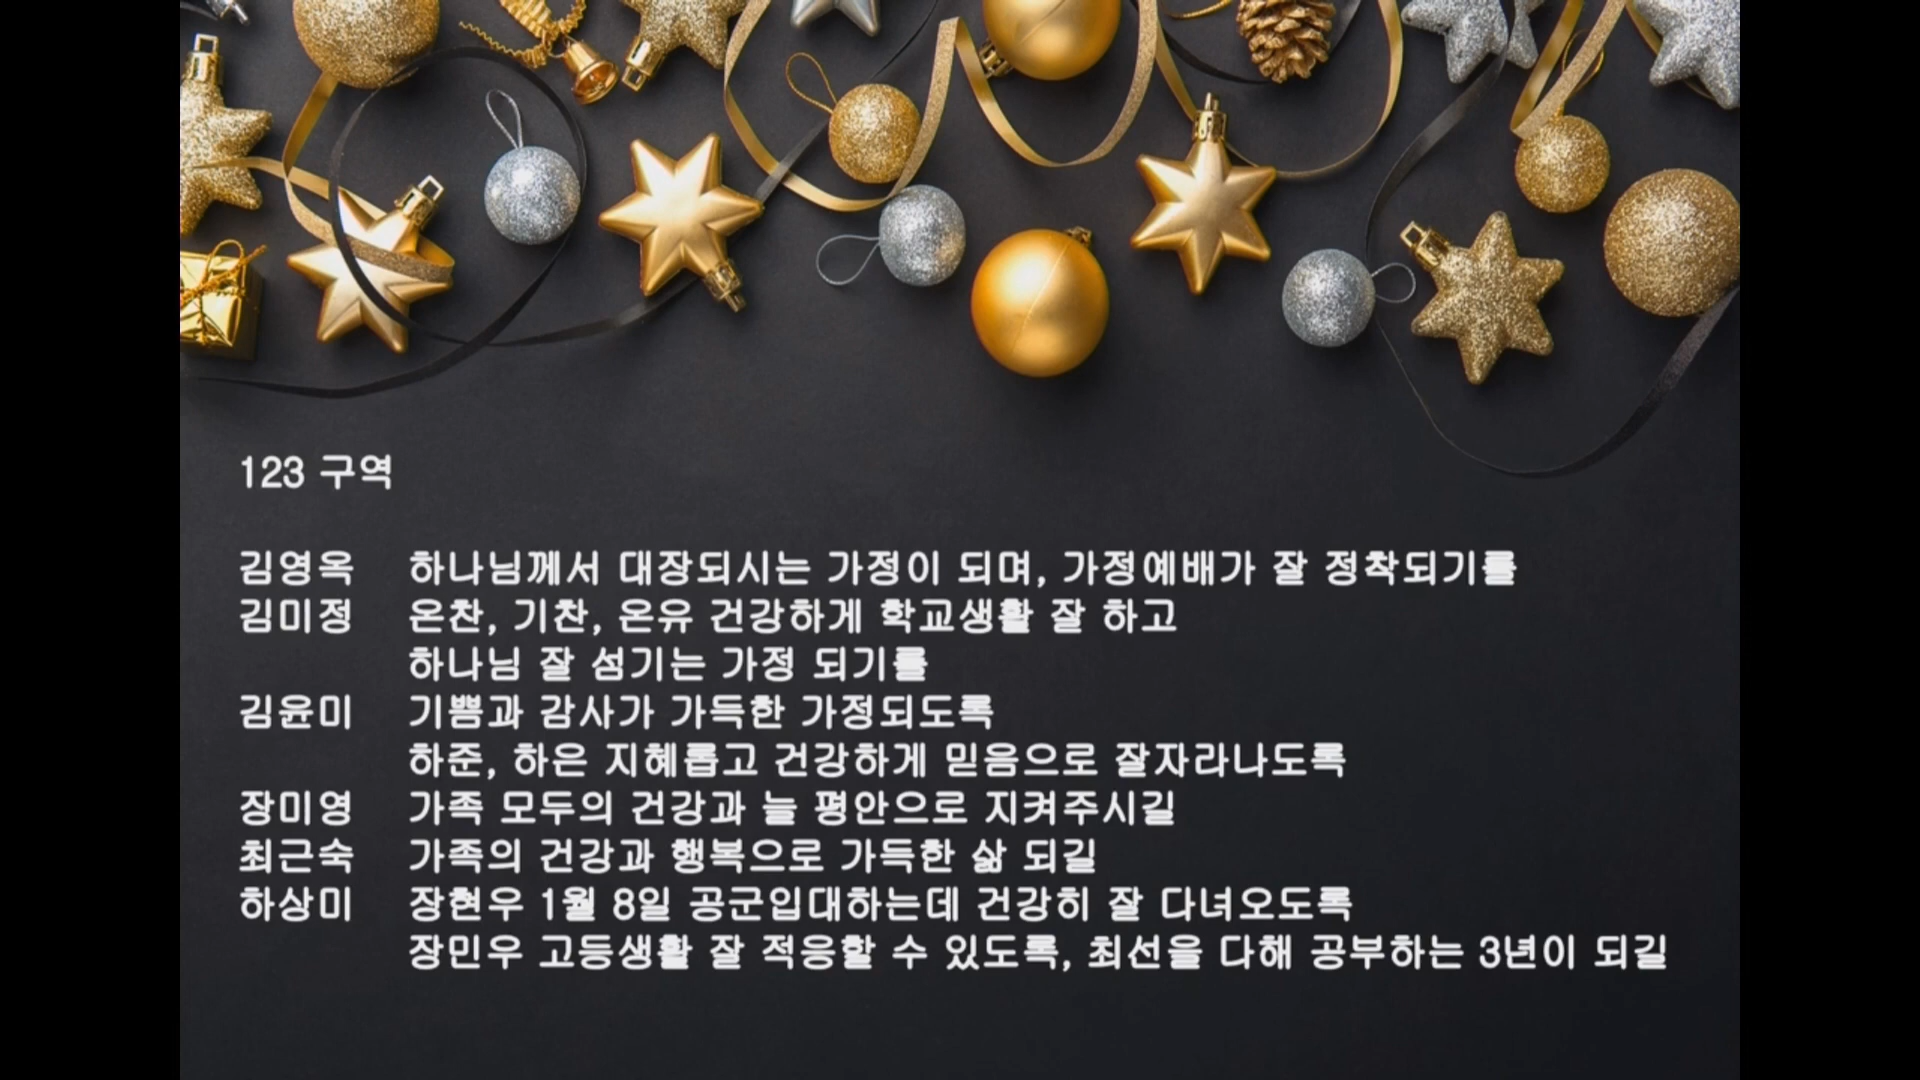 123 구역
김영옥 하나님께서 대장되시는 가정이 되며, 가정예배가 잘 정착되기를
김미정 온찬, 기찬, 온유 건강하게 학교생활 잘 하고
하나님 잘 섬기는 가정 되기를
김윤미 기쁨과 감사가 가득한 가정되도록
하준, 하은 지혜롭고 건강하게 믿음으로 잘자라나도록
장미영 가족 모두의 건강과 늘 평안으로 지켜주시길
최근숙 가족의 건강과 행복으로 가득한 삶 되길
하상미 장현우 1월 8일 공군입대하는데 건강히 잘 다녀오도록
장민우 고등생활 잘 적응할 수 있도록, 최선을 다해 공부하는 3년이 되길